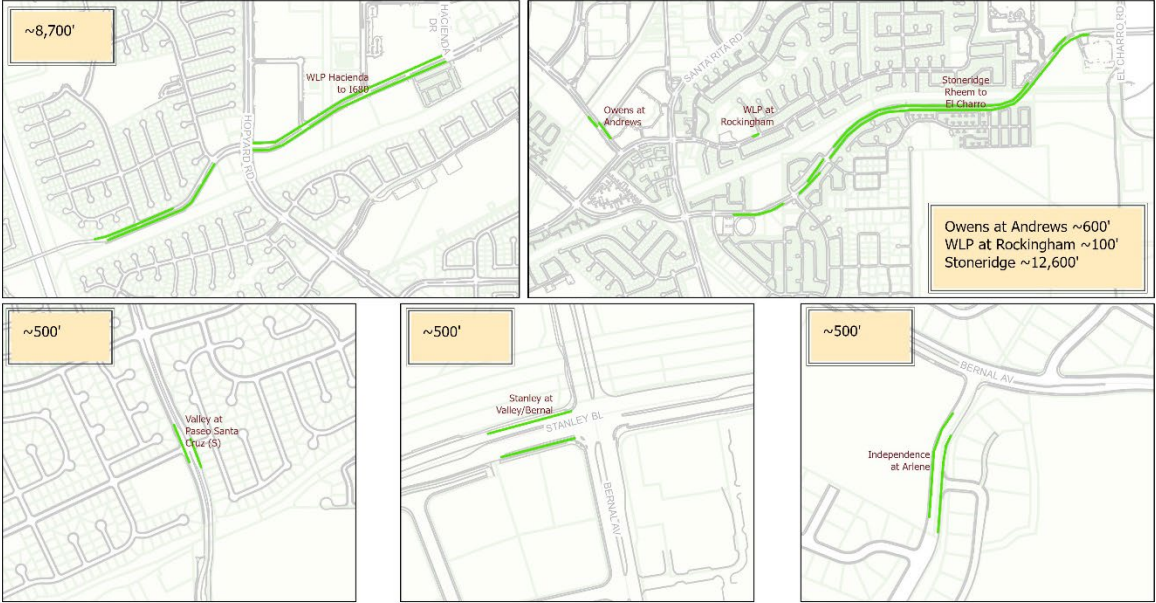 ~8,700'
HACIENDA
DR
WLP Hacienda
to I680
HOPYARD RD
SANTA RITA RD
EL CHARRO RD
Stoneridge
Rheem to
El Charro
Owens at
Andrews
WLP at
Rockingham
Owens at Andrews ~600'
WLP at Rockingham ~100'
Stoneridge ~12,600'
~500'
Valley at
Paseo Santa
Cruz (S)
~500'
Stanley at
Valley/Bernal
STANLEY BL
BERNAL AV
~500'
BERNAL AV
Independence
at Arlene